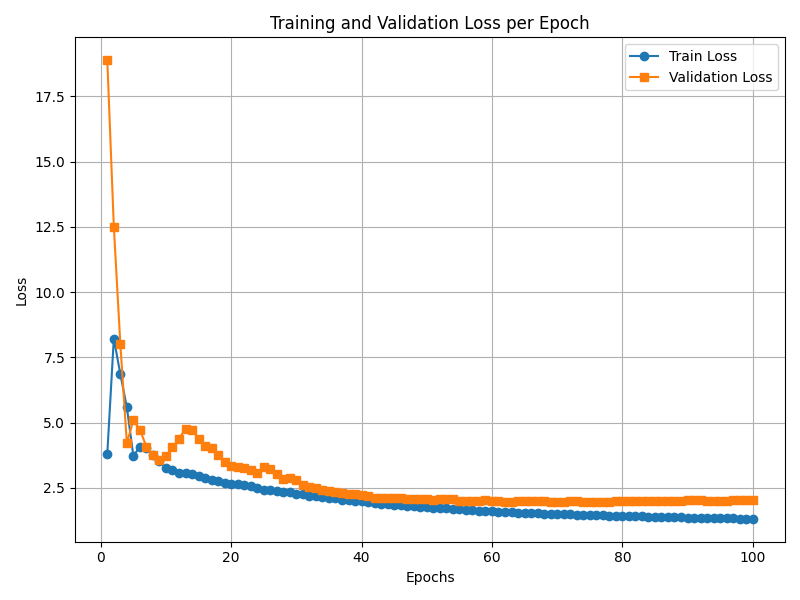 Training and Validation Loss per Epoch
Train Loss
Validation Loss
17.5
15.0
12.5
10.0
7.5
5.0
2.5
Loss
0 20 40 60 80 100
Epochs